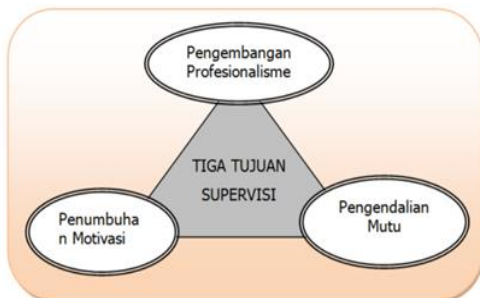 Pengembangan
Profesionalisme
TIGA TUJUAN
SUPERVISI
Penumbuha
n Motivasi
Pengendalian
Mutu